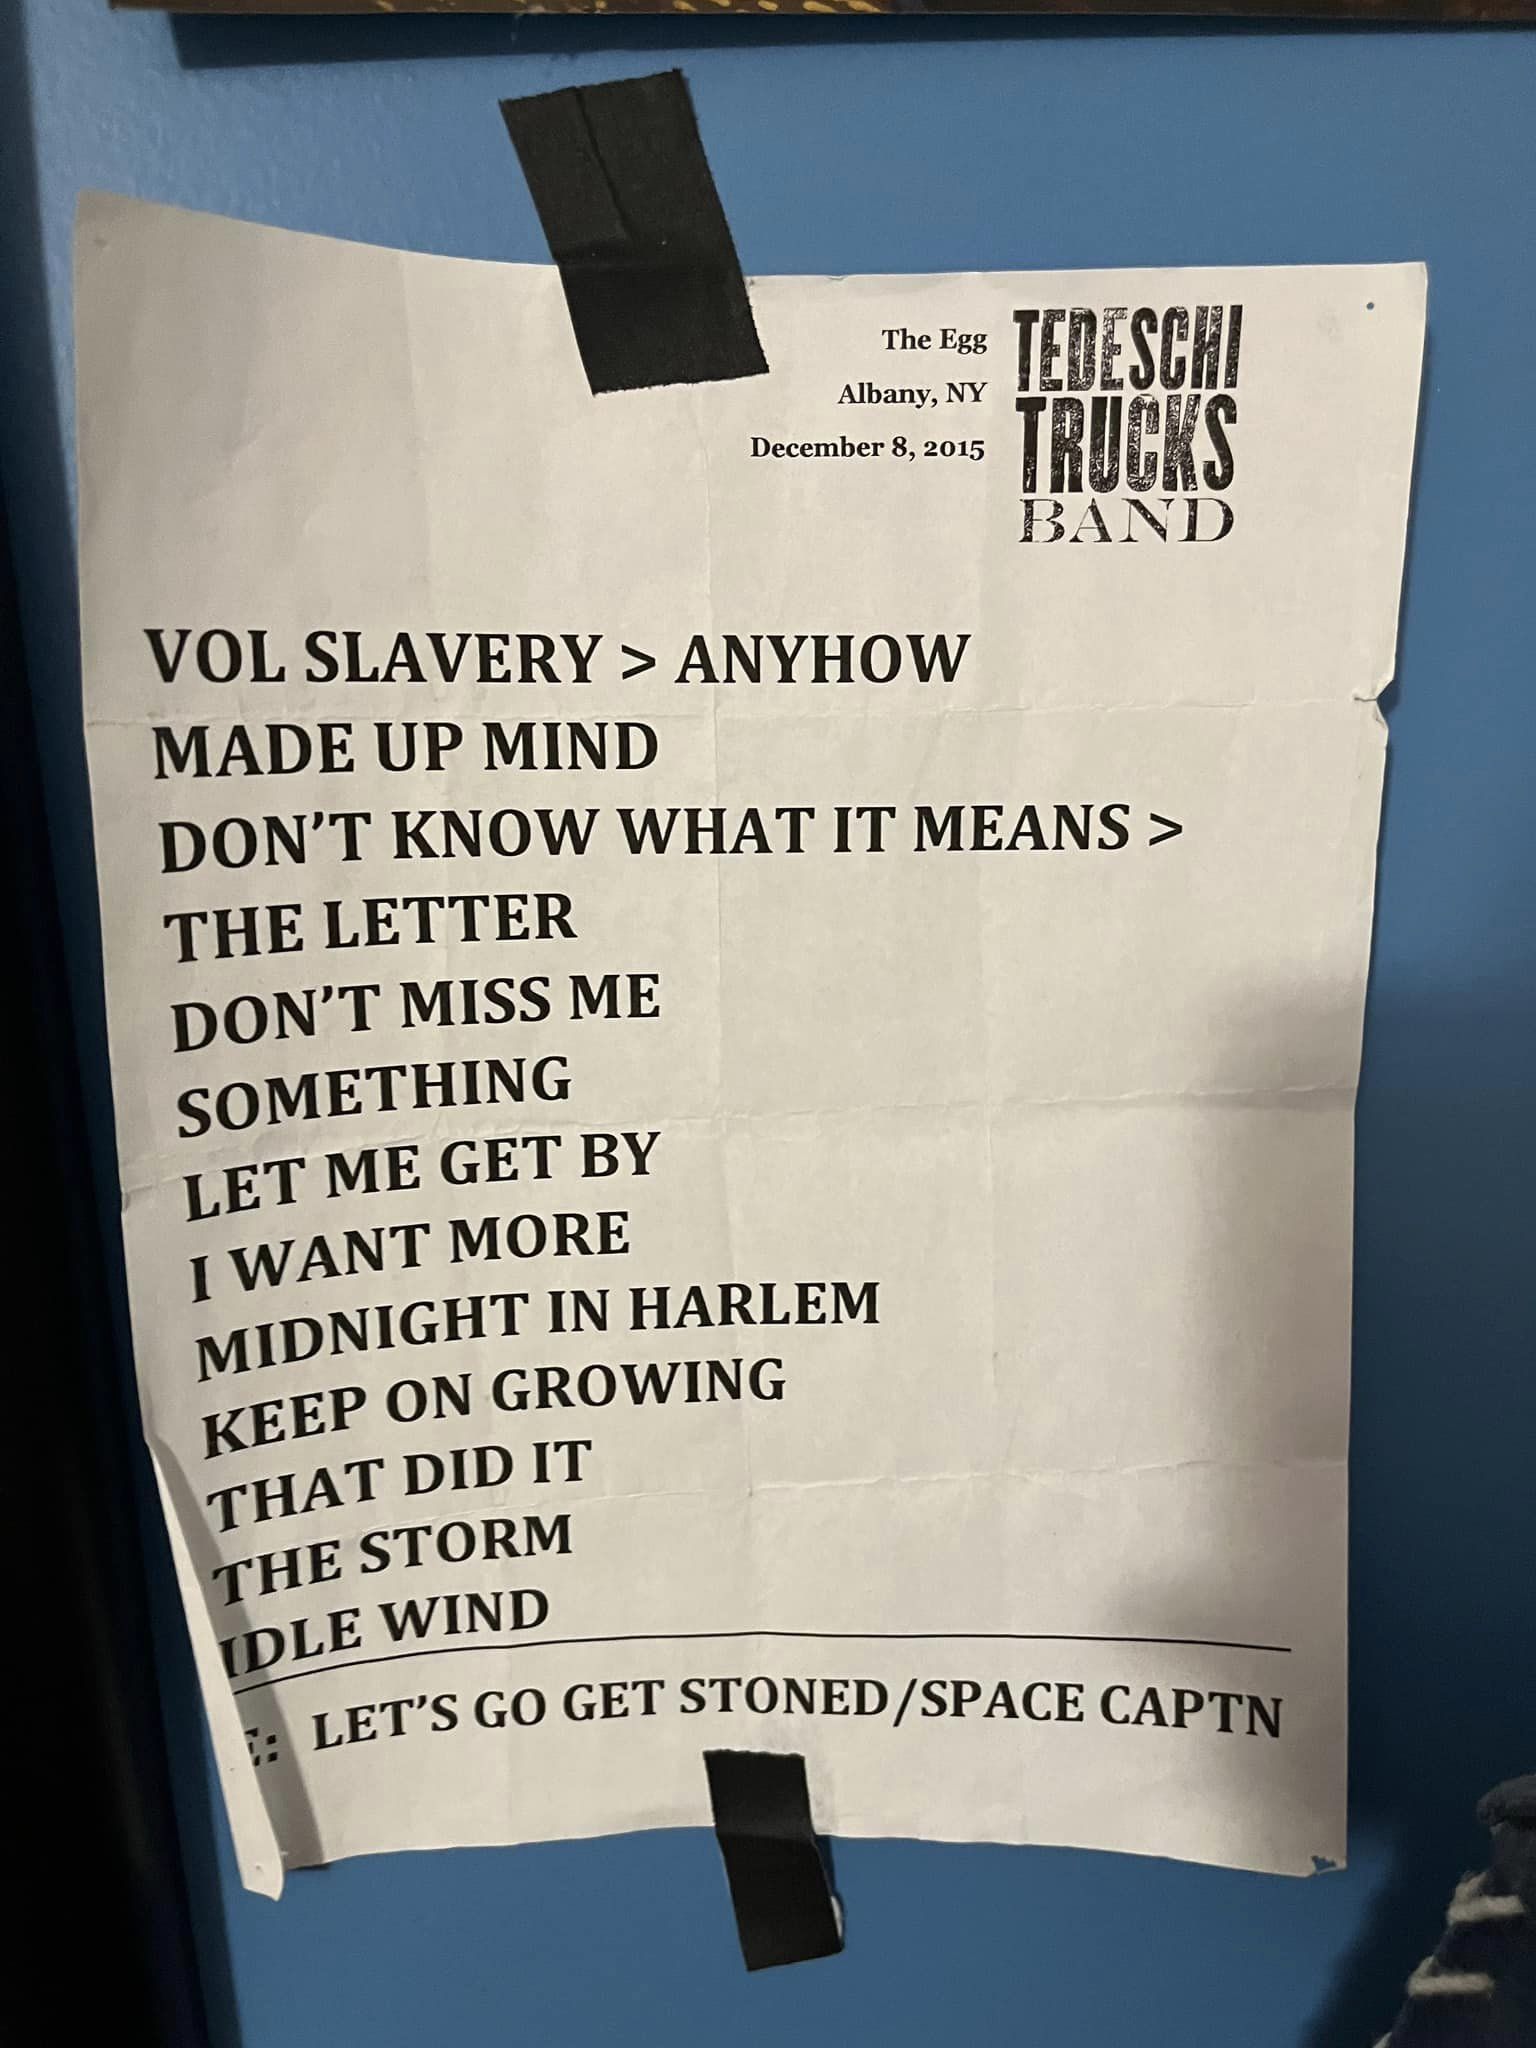 The Egg
Albany, NY
December 8, 2015
TEDESCHI
TRUCKS
BAND
VOL SLAVERY > ANYHOW
MADE UP MIND
DON'T KNOW WHAT IT MEANS >
THE LETTER
DON'T MISS ME
SOMETHING
LET ME GET BY
I WANT MORE
MIDNIGHT IN HARLEM
KEEP ON GROWING
THAT DID IT
THE STORM
IDLE WIND
E: LET'S GO GET STONED/SPACE CAPTN